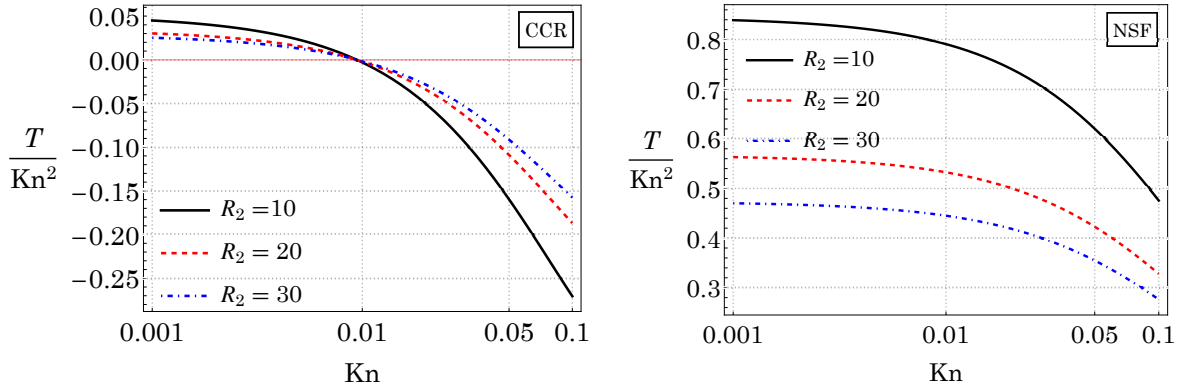 CCR
0.05
0.00
−0.05
−0.10
−0.15
−0.20
−0.25
T
Kn²
R₂ =10
R₂ = 20
R₂ = 30
0.001
0.01
0.05
0.1
Kn
NSF
0.8
0.7
0.6
0.5
0.4
0.3
T
Kn²
R₂ =10
R₂ = 20
R₂ = 30
0.001
0.01
0.05
0.1
Kn